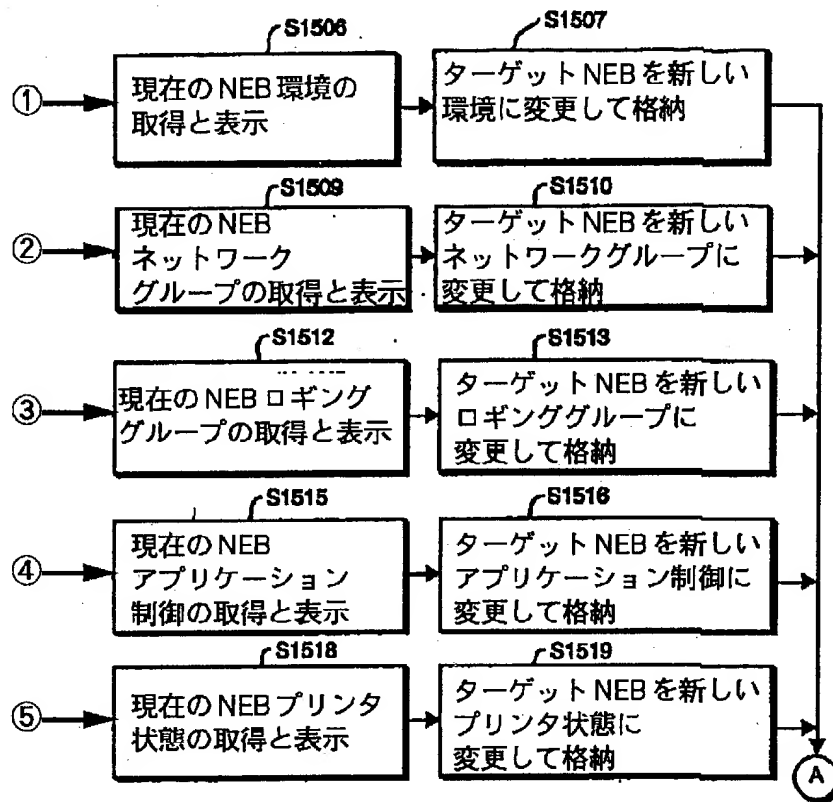 S1506
S1507
①
現在のNEB環境の
取得と表示
ターゲットNEBを新しい
環境に変更して格納
S1509
S1510
②
現在のNEB
ネットワーク
グループの取得と表示
ターゲットNEBを新しい
ネットワークグループに
変更して格納
S1512
S1513
③
現在のNEBロギング
グループの取得と表示
ターゲットNEBを新しい
ロギンググループに
変更して格納
S1515
S1516
④
現在のNEB
アプリケーション
制御の取得と表示
ターゲットNEBを新しい
アプリケーション制御に
変更して格納
S1518
S1519
⑤
現在のNEBプリンタ
状態の取得と表示
ターゲットNEBを新しい
プリンタ状態に
変更して格納
A